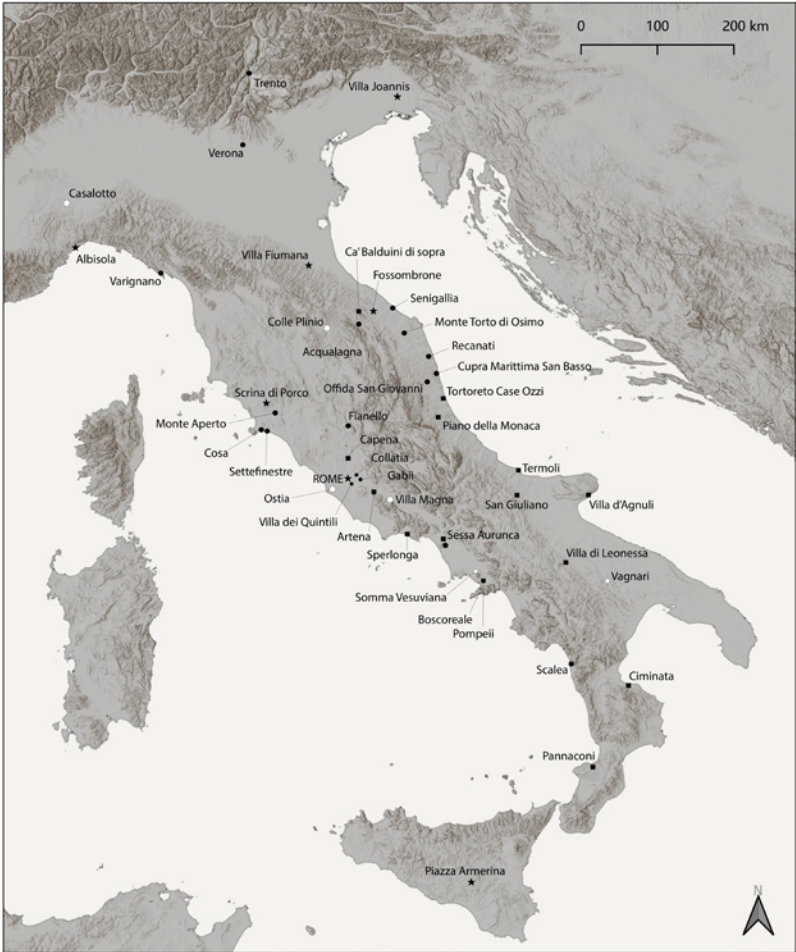 0 100 200 km
Trento
Villa Joannis
Verona
Casalotto
Albisola
Varignano
Villa Fiumana
Ca' Balduini di sopra
Fossombrone
Senigallia
Colle Plinio
Monte Torto di Osimo
Acqualagna
Recanati
Cupra Marittima San Basso
Offida San Giovanni
Tortoreto Case Ozzi
Scrina di Porco
Monte Aperto
Fianello
Piano della Monaca
Cosa
Capena
Settefinestre
Collatia
Termoli
ROME
Gabii
Ostia
Villa Magna
San Giuliano
Villa d'Agnuli
Villa dei Quintili
Artena
Sessa Aurunca
Sperlonga
Villa di Leonessa
Vagnari
Somma Vesuviana
Boscoreale
Pompeii
Scalea
Ciminata
Pannaconi
Piazza Armerina
N